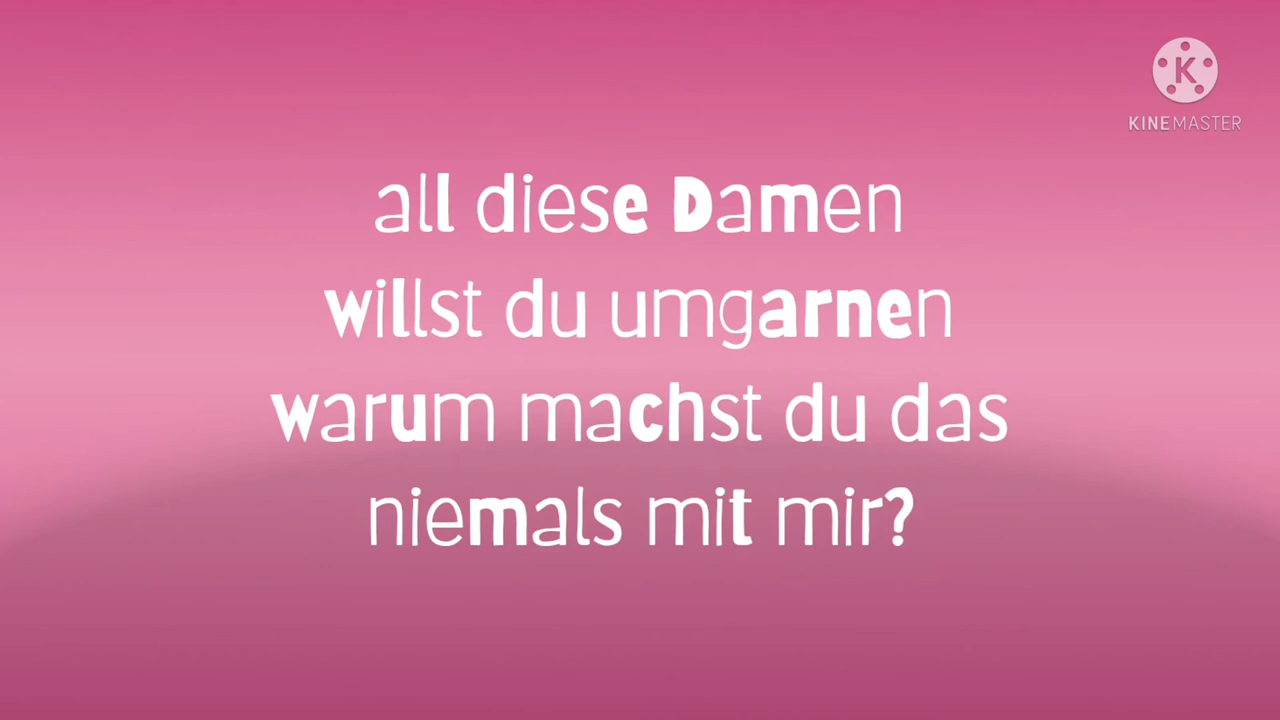 KINEMASTER
all diese Damen
willst du umgarnen
warum machst du das
niemals mit mir?